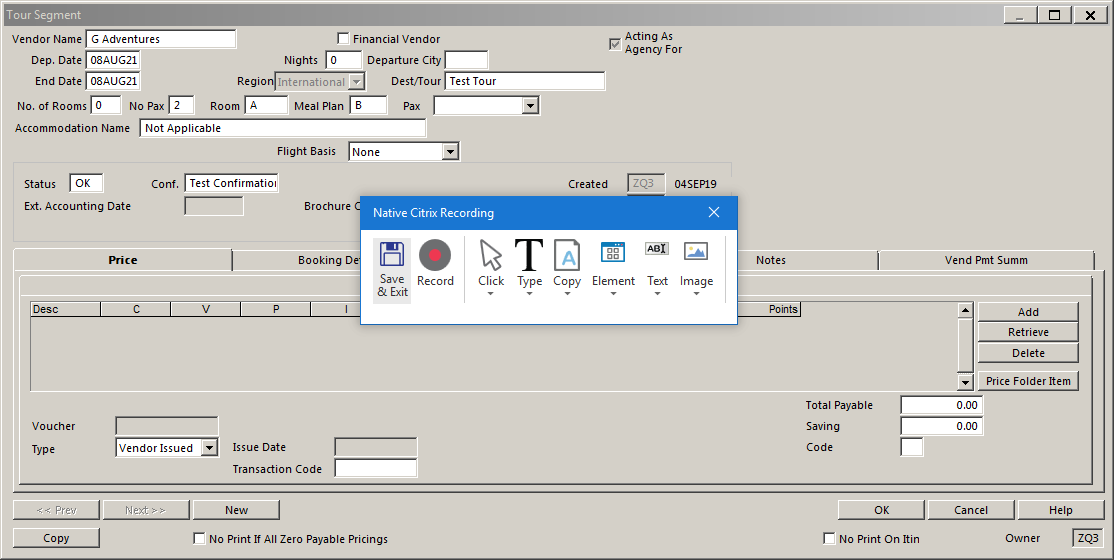 Tour Segment
Vendor Name G Adventures Financial Vendor Acting As Agency For
Dep. Date 08AUG21 Nights 0 Departure City
End Date 08AUG21 Region International Dest/Tour Test Tour
No. of Rooms 0 No Pax 2 Room A Meal Plan B Pax
Accommodation Name Not Applicable
Flight Basis None
Status OK Conf. Test Confirmation Created ZQ3 04SEP19
Ext. Accounting Date Brochure C
Native Citrix Recording
Save & Exit Record Click Type Copy Element Text Image
ABI
Price Booking De Notes Vend Pmt Summ
Desc C V P I Points
Add
Retrieve
Delete
Price Folder Item
Total Payable 0.00
Voucher Saving 0.00
Type Vendor Issued Issue Date Code
Transaction Code
<< Prev Next >> New OK Cancel Help
Copy No Print If All Zero Payable Pricings No Print On Itin Owner ZQ3